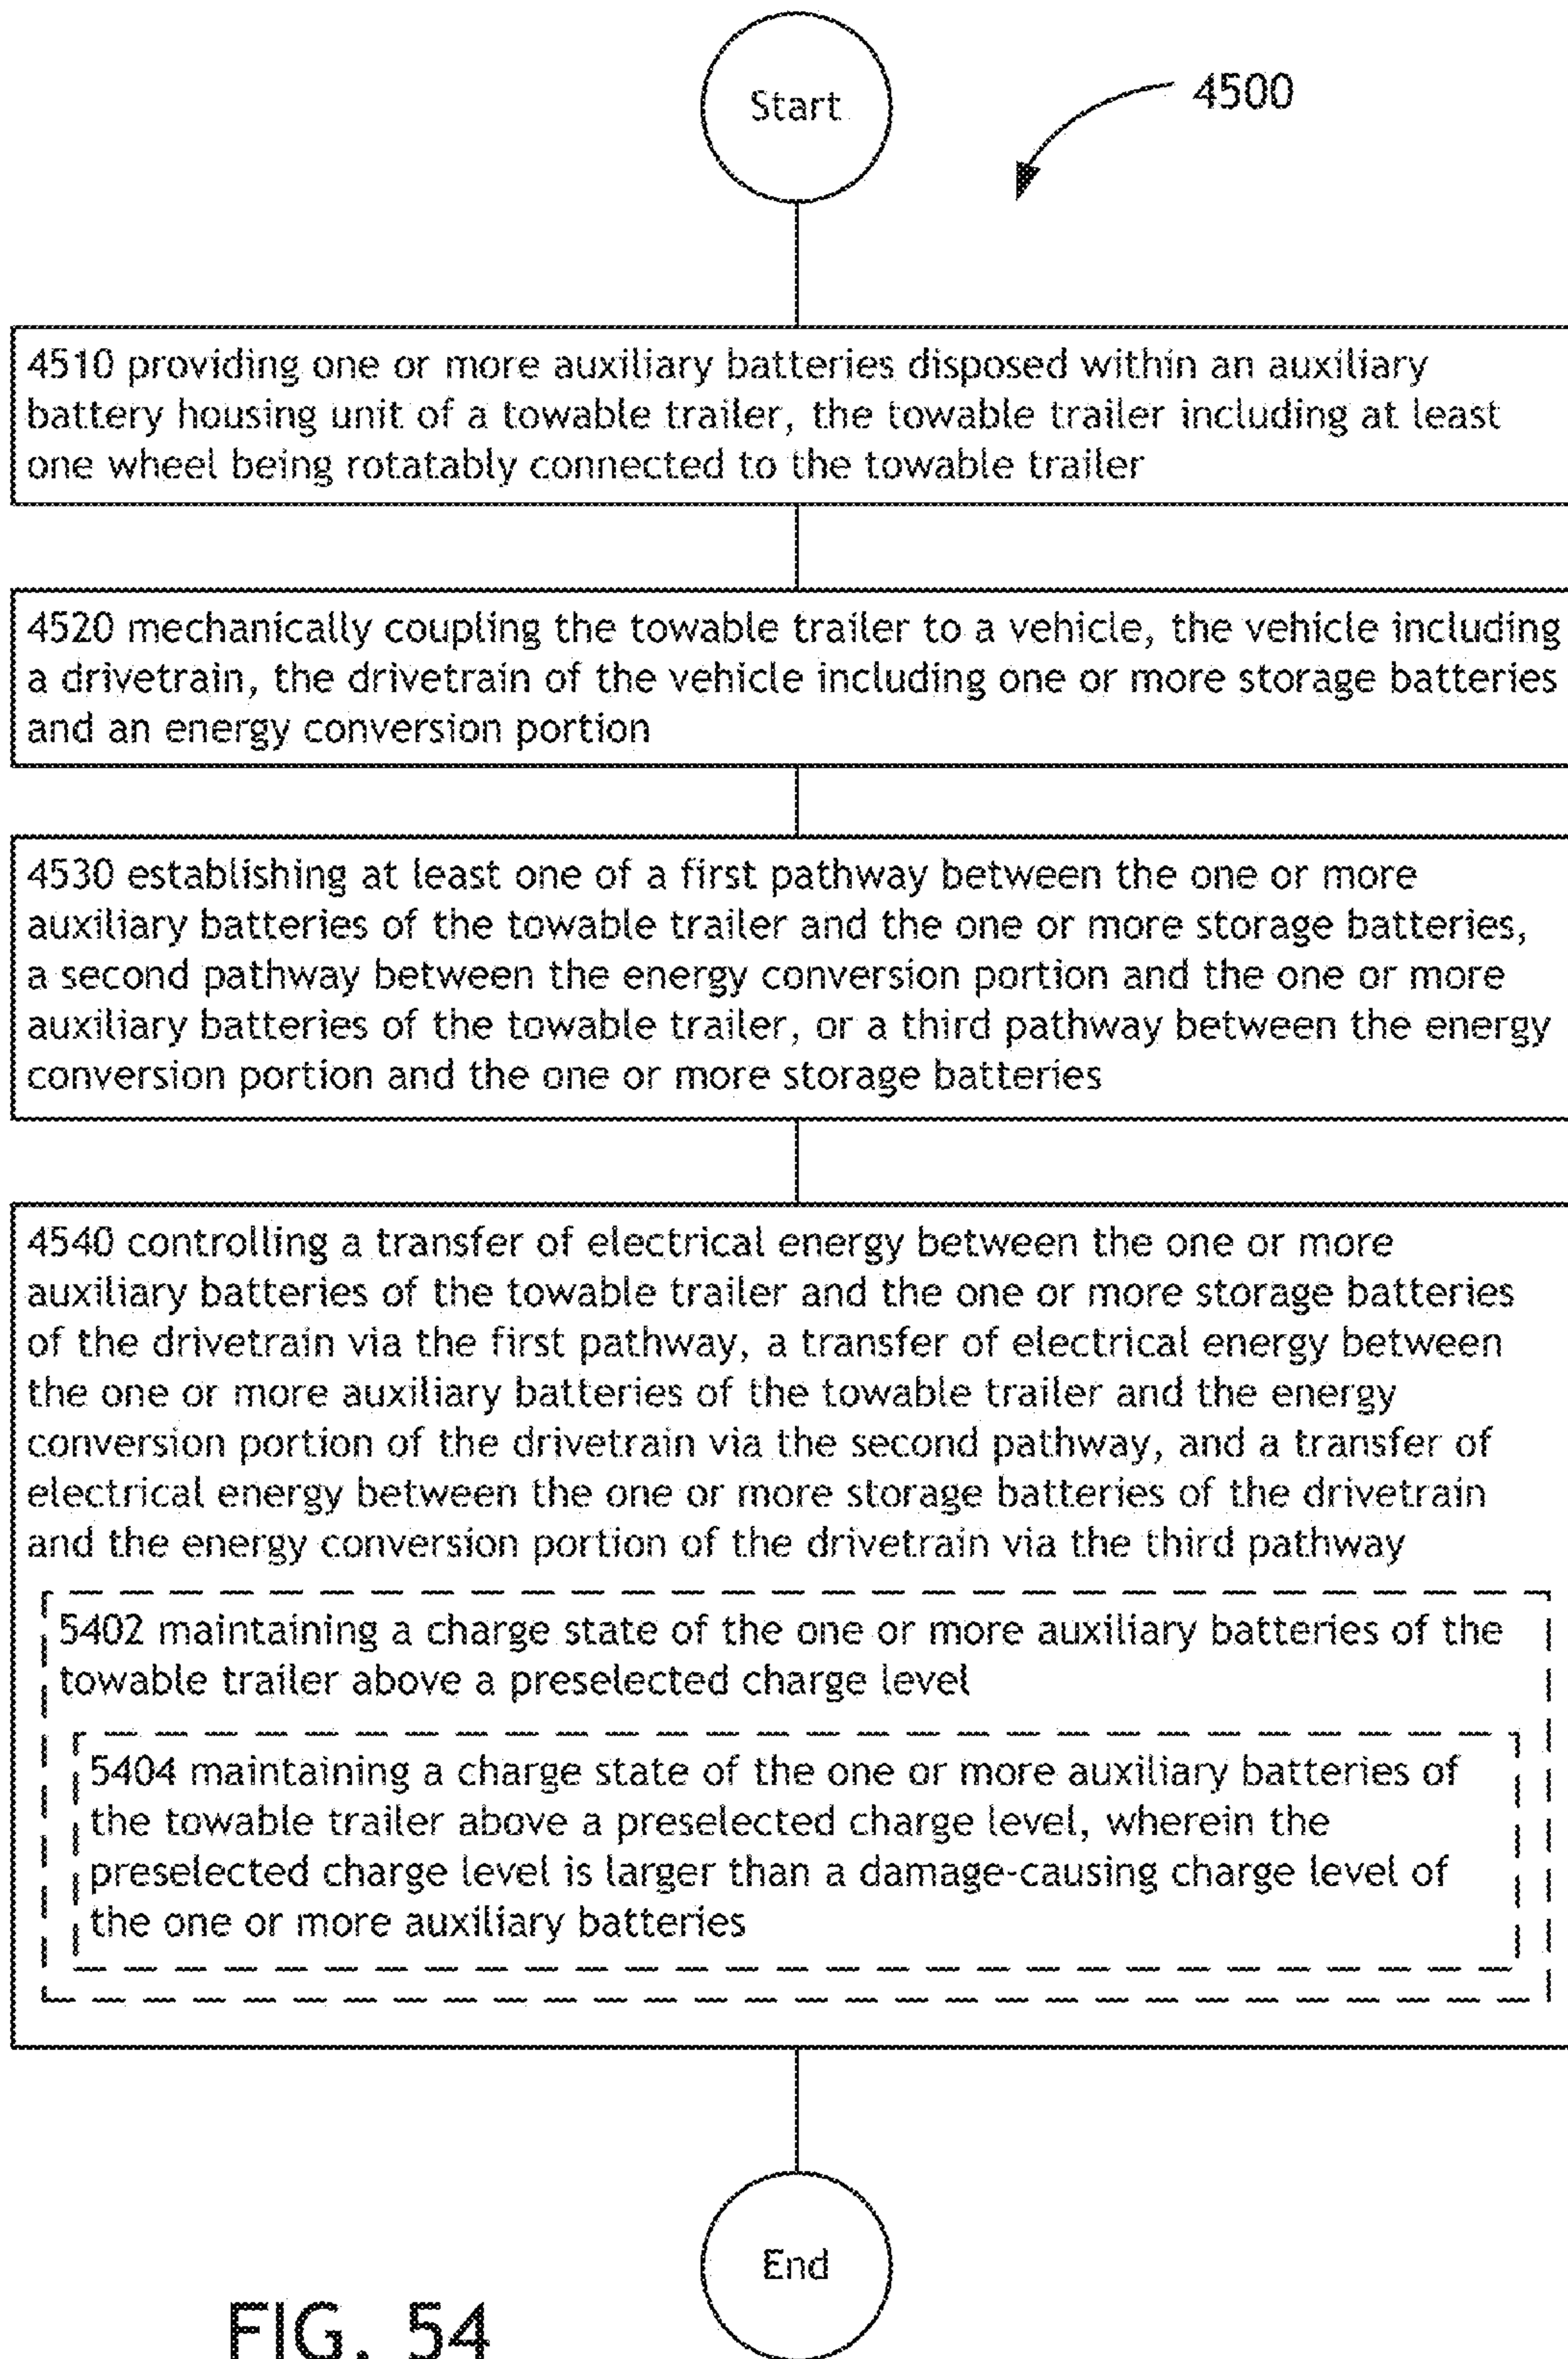 Start
4500
4510 providing one or more auxiliary batteries disposed within an auxiliary
battery housing unit of a towable trailer, the towable trailer including at least
one wheel being rotatably connected to the towable trailer
4520 mechanically coupling the towable trailer to a vehicle, the vehicle including
a drivetrain, the drivetrain of the vehicle including one or more storage batteries
and an energy conversion portion
4530 establishing at least one of a first pathway between the one or more
auxiliary batteries of the towable trailer and the one or more storage batteries,
a second pathway between the energy conversion portion and the one or more
auxiliary batteries of the towable trailer, or a third pathway between the energy
conversion portion and the one or more storage batteries
4540 controlling a transfer of electrical energy between the one or more
auxiliary batteries of the towable trailer and the one or more storage batteries
of the drivetrain via the first pathway, a transfer of electrical energy between
the one or more auxiliary batteries of the towable trailer and the energy
conversion portion of the drivetrain via the second pathway, and a transfer of
electrical energy between the one or more storage batteries of the drivetrain
and the energy conversion portion of the drivetrain via the third pathway
5402 maintaining a charge state of the one or more auxiliary batteries of the
towable trailer above a preselected charge level
5404 maintaining a charge state of the one or more auxiliary batteries of
the towable trailer above a preselected charge level, wherein the
preselected charge level is larger than a damage-causing charge level of
the one or more auxiliary batteries
End
FIG. 54